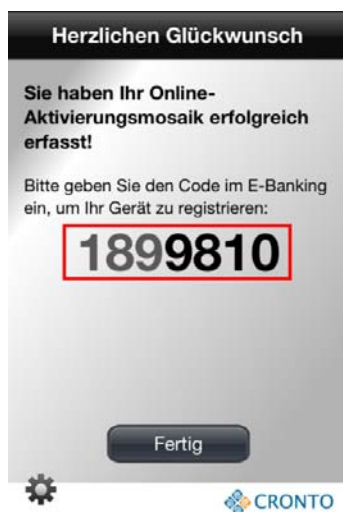 Herzlichen Glückwunsch
Sie haben Ihr Online-
Aktivierungsmosaik erfolgreich
erfasst!
Bitte geben Sie den Code im E-Banking
ein, um Ihr Gerät zu registrieren:
1899810
Fertig
CRONTO